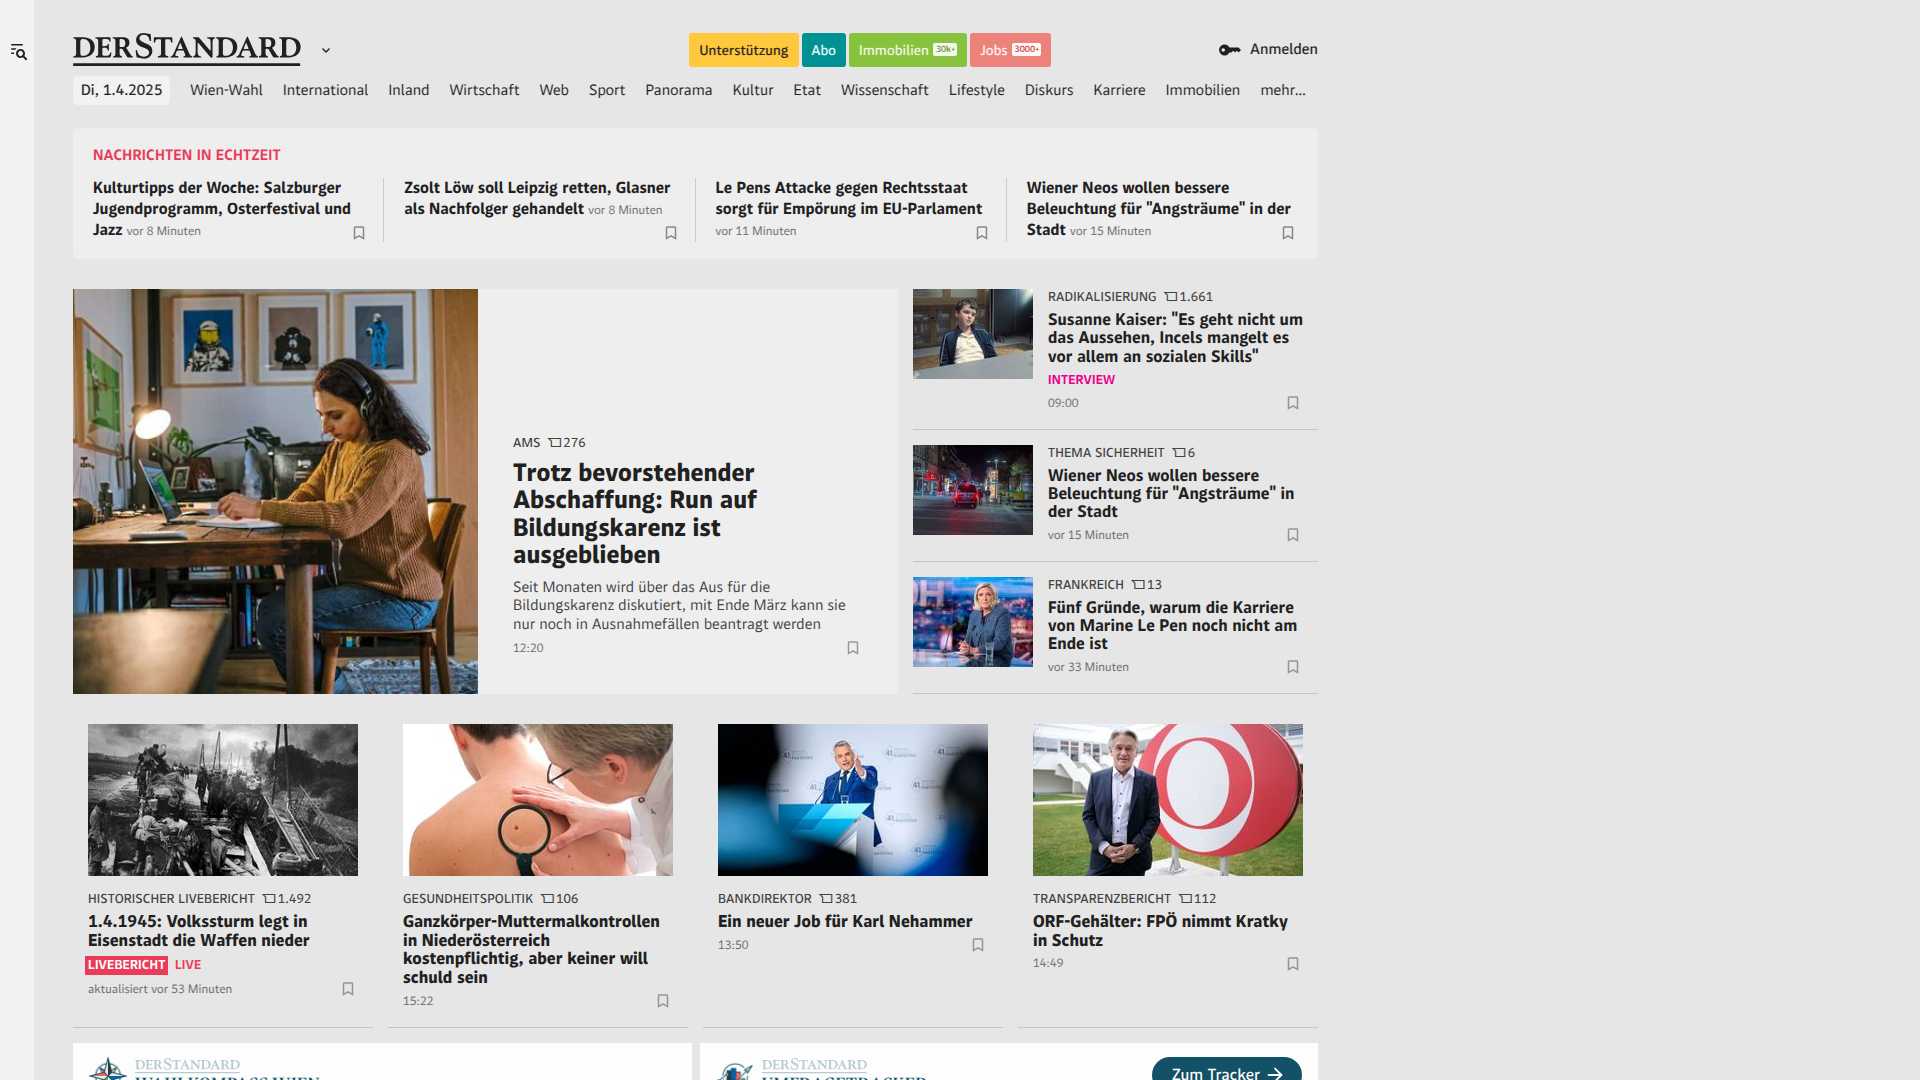 DERSTANDARD
Unterstützung
Abo
Immobilien 30k+
Jobs 3000+
Anmelden
Di, 1.4.2025
Wien-Wahl
International
Inland
Wirtschaft
Web
Sport
Panorama
Kultur
Etat
Wissenschaft
Lifestyle
Diskurs
Karriere
Immobilien
mehr...
NACHRICHTEN IN ECHTZEIT
Kulturtipps der Woche: Salzburger
Jugendprogramm, Osterfestival und
Jazz vor 8 Minuten
Zsolt Löw soll Leipzig retten, Glasner
als Nachfolger gehandelt vor 8 Minuten
Le Pens Attacke gegen Rechtsstaat
sorgt für Empörung im EU-Parlament
vor 11 Minuten
Wiener Neos wollen bessere
Beleuchtung für "Angsträume" in der
Stadt vor 15 Minuten
AMS 276
Trotz bevorstehender
Abschaffung: Run auf
Bildungskarenz ist
ausgeblieben
Seit Monaten wird über das Aus für die
Bildungskarenz diskutiert, mit Ende März kann sie
nur noch in Ausnahmefällen beantragt werden
12:20
RADIKALISIERUNG 1.661
Susanne Kaiser: "Es geht nicht um
das Aussehen, Incels mangelt es
vor allem an sozialen Skills"
INTERVIEW
09:00
THEMA SICHERHEIT 6
Wiener Neos wollen bessere
Beleuchtung für "Angsträume" in
der Stadt
vor 15 Minuten
FRANKREICH 13
Fünf Gründe, warum die Karriere
von Marine Le Pen noch nicht am
Ende ist
vor 33 Minuten
HISTORISCHER LIVEBERICHT 1.492
1.4.1945: Volkssturm legt in
Eisenstadt die Waffen nieder
LIVEBERICHT LIVE
aktualisiert vor 53 Minuten
GESUNDHEITSPOLITIK 106
Ganzkörper-Muttermalkontrollen
in Niederösterreich
kostenpflichtig, aber keiner will
schuld sein
15:22
BANKDIREKTOR 381
Ein neuer Job für Karl Nehammer
13:50
TRANSPARENZBERICHT 112
ORF-Gehälter: FPÖ nimmt Kratky
in Schutz
14:49
DERSTANDARD
WAHLKOMPASS WIEN
DERSTANDARD
UMFRAGETRACKER
Zum Tracker